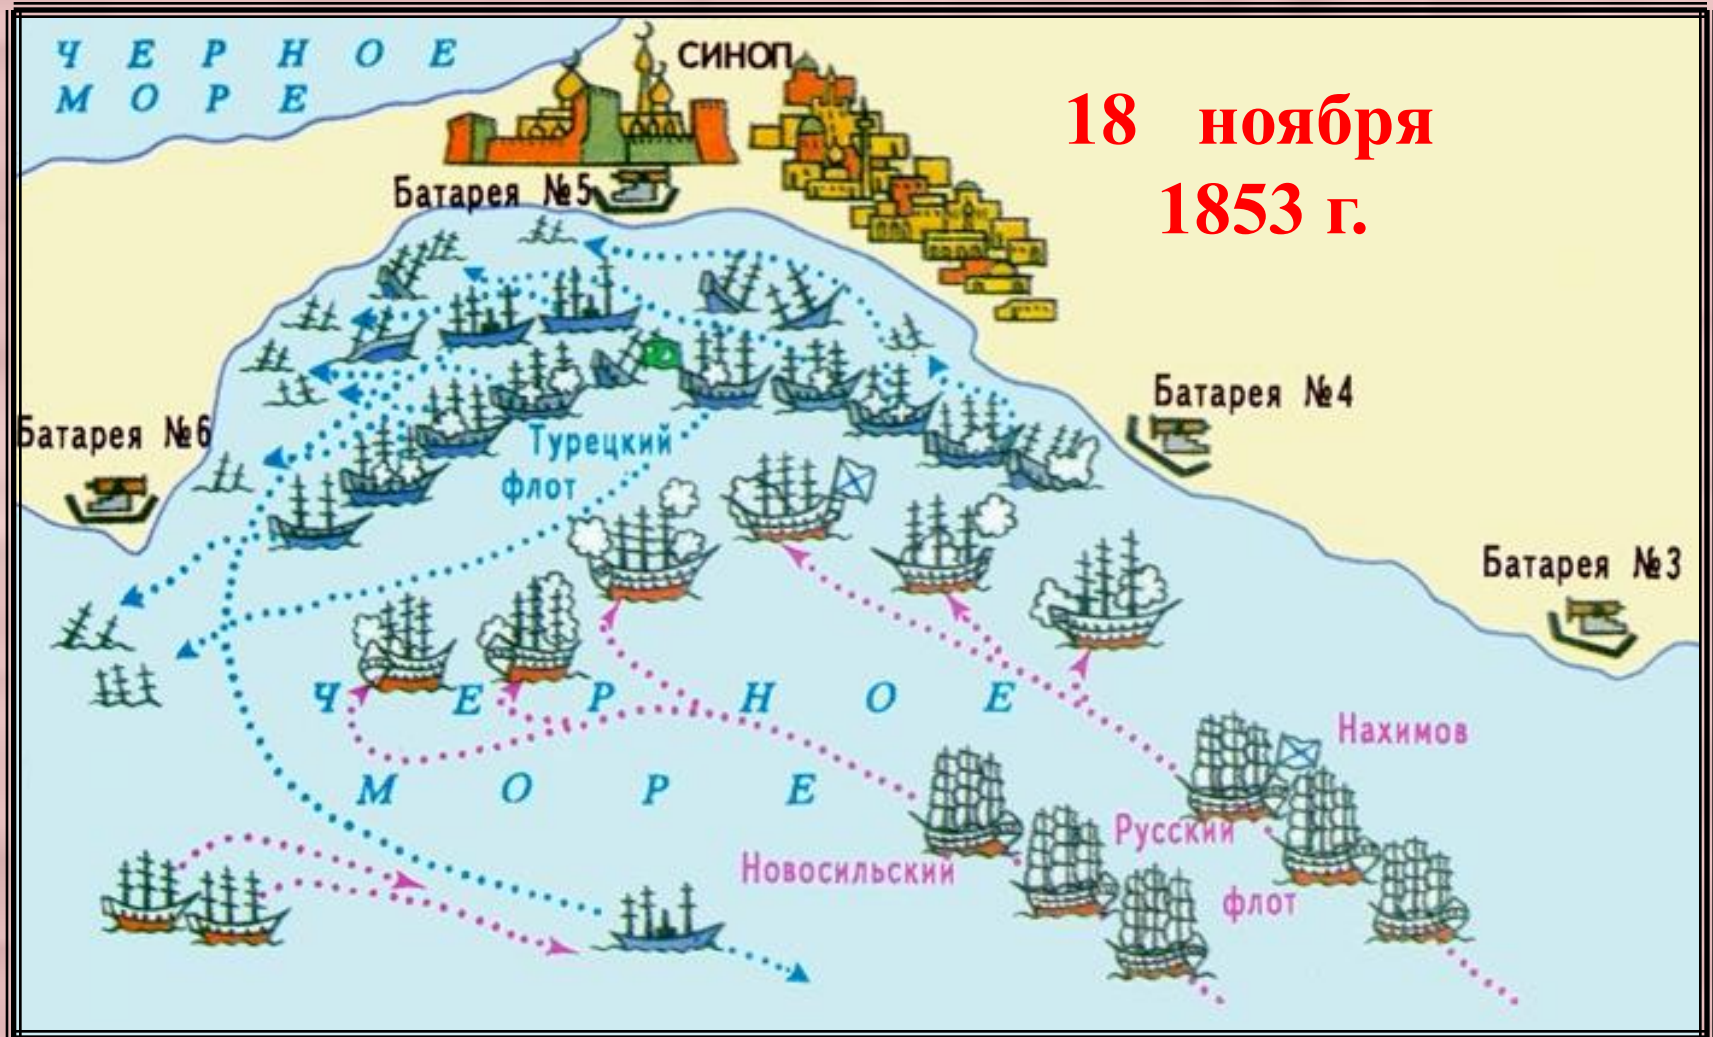 ЧЕРНОЕ
МОРЕ
СИНОП
18 ноября
1853 г.
Батарея №5
Батарея №4
Батарея №6
Турецкий
флот
Батарея №3
ЧЕРНОЕ
МОРЕ
Нахимов
Русский
флот
Новосильский